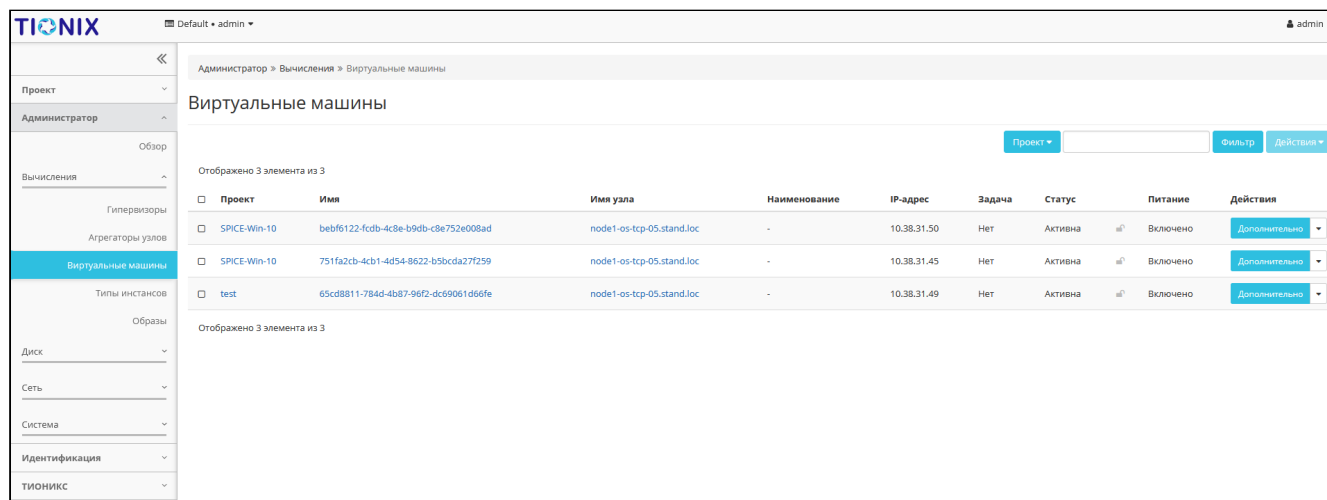 TIONIX
Default • admin
admin
Администратор » Вычисления » Виртуальные машины
Проект
Администратор
Обзор
Вычисления
Гипервизоры
Агрегаторы узлов
Виртуальные машины
Типы инстансов
Образы
Диск
Сеть
Система
Идентификация
ТИОНИКС
Виртуальные машины
Проект Фильтр Действия
Отображено 3 элемента из 3
Проект Имя Имя узла Наименование IP-адрес Задача Статус Питание Действия
SPICE-Win-10 bebf6122-fcdb-4c8e-b9db-c8e752e008ad node1-os-tcp-05.stand.loc - 10.38.31.50 Нет Активна Включено Дополнительно
SPICE-Win-10 751fa2cb-4cb1-4d54-8622-b5bcda27f259 node1-os-tcp-05.stand.loc - 10.38.31.45 Нет Активна Включено Дополнительно
test 65cd8811-784d-4b87-96f2-dc69061d66fe node1-os-tcp-05.stand.loc - 10.38.31.49 Нет Активна Включено Дополнительно
Отображено 3 элемента из 3